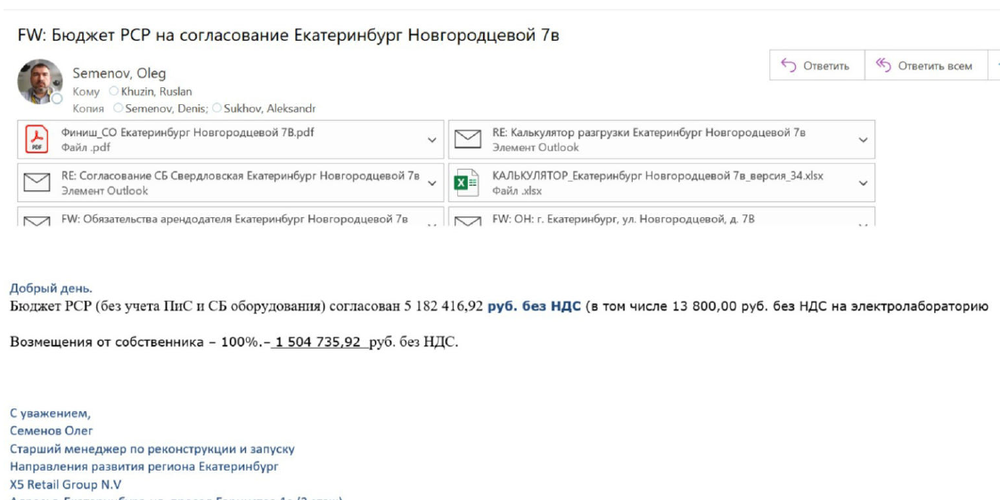 FW: Бюджет РСР на согласование Екатеринбург Новгородцевой 7в
Ответить
Ответить всем
Semenov, Oleg
Кому Khuzin, Ruslan
Копия Semenov, Denis; Sukhov, Aleksandr
Финиш_СО Екатеринбург Новгородцевой 7В.pdf
Файл .pdf
RE: Калькулятор разгрузки Екатеринбург Новгородцевой 7в
Элемент Outlook
RE: Согласование СБ Свердловская Екатеринбург Новгородцевой 7в
Элемент Outlook
КАЛЬКУЛЯТОР_Екатеринбург Новгородцевой 7в_версия_34.xlsx
Файл .xlsx
FW: Обязательства арендодателя Екатеринбург Новгородцевой 7в
FW: ОН: г. Екатеринбург, ул. Новгородцевой, д. 7В
Добрый день.
Бюджет РСР (без учета ПиС и СБ оборудования) согласован 5 182 416,92 руб. без НДС (в том числе 13 800,00 руб. без НДС на электролабораторию
Возмещения от собственника – 100%.– 1 504 735,92 руб. без НДС.
С уважением,
Семенов Олег
Старший менеджер по реконструкции и запуску
Направления развития региона Екатеринбург
X5 Retail Group N.V